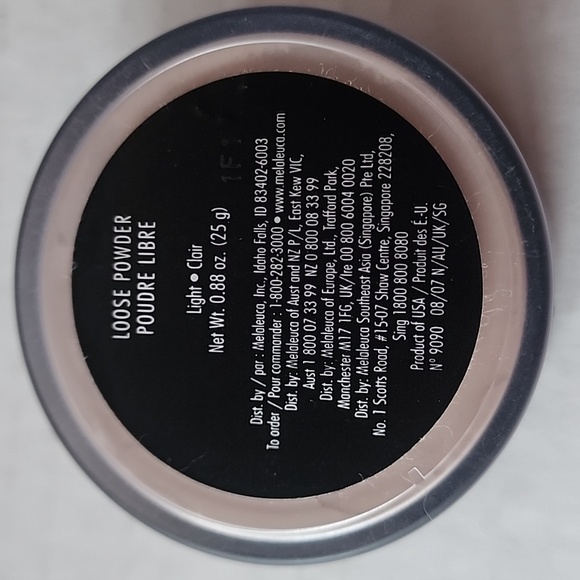 LOOSE POWDER
POUDRE LIBRE
Light • Clair
Net Wt. 0.88 oz. (25 g)
Dist. by / par : Melaleuca, Inc., Idaho Falls, ID 83402-6003
To order / Pour commander : 1-800-282-3000 • www.melaleuca.com
Dist. by: Melaleuca of Aust and NZ P/L, East Kew VIC,
Aust 1 800 07 33 99 NZ 0 800 08 33 99
Dist. by: Melaleuca of Europe, Ltd., Trafford Park,
Manchester M17 1FG, UK/Ire 00 800 6004 0020
Dist. by: Melaleuca Southeast Asia (Singapore) Pte Ltd,
No. 1 Scotts Road, #15-07 Shaw Centre, Singapore 228208,
Sing 1800 800 8080
Product of USA / Produit des É-U.
N° 9090 08/07 N/AU/UK/SG